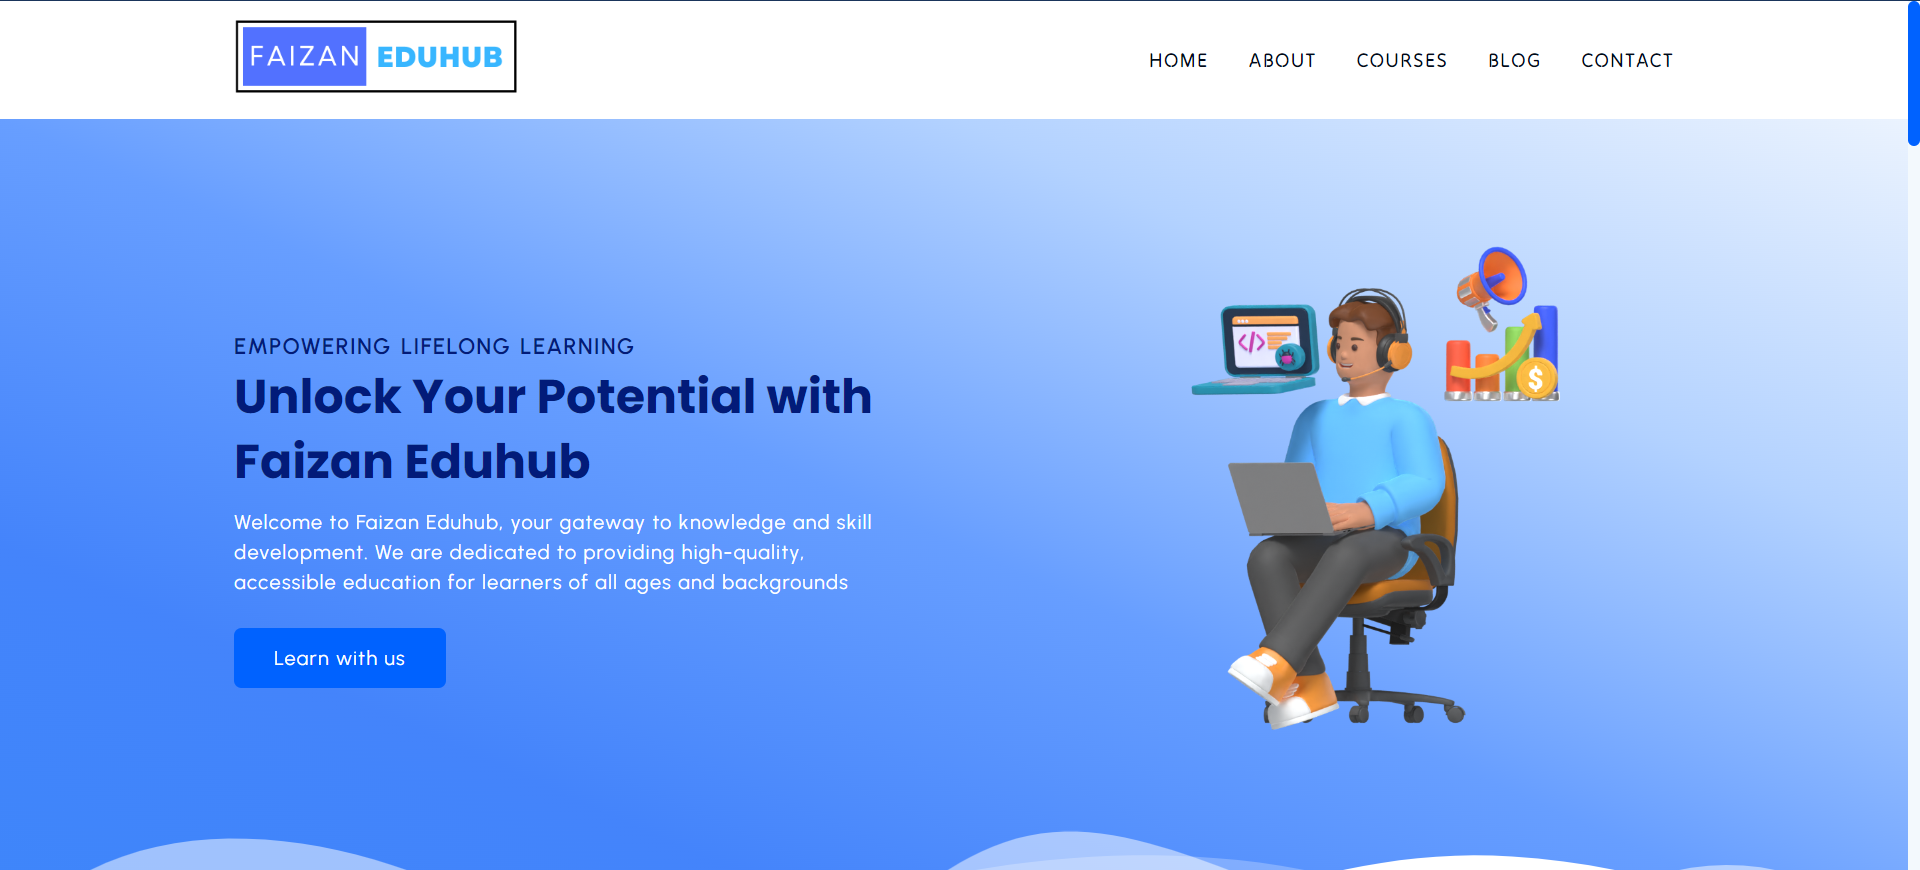 FAIZAN EDUHUB
HOME ABOUT COURSES BLOG CONTACT
EMPOWERING LIFELONG LEARNING
Unlock Your Potential with
Faizan Eduhub
Welcome to Faizan Eduhub, your gateway to knowledge and skill
development. We are dedicated to providing high-quality,
accessible education for learners of all ages and backgrounds
Learn with us
</>
$